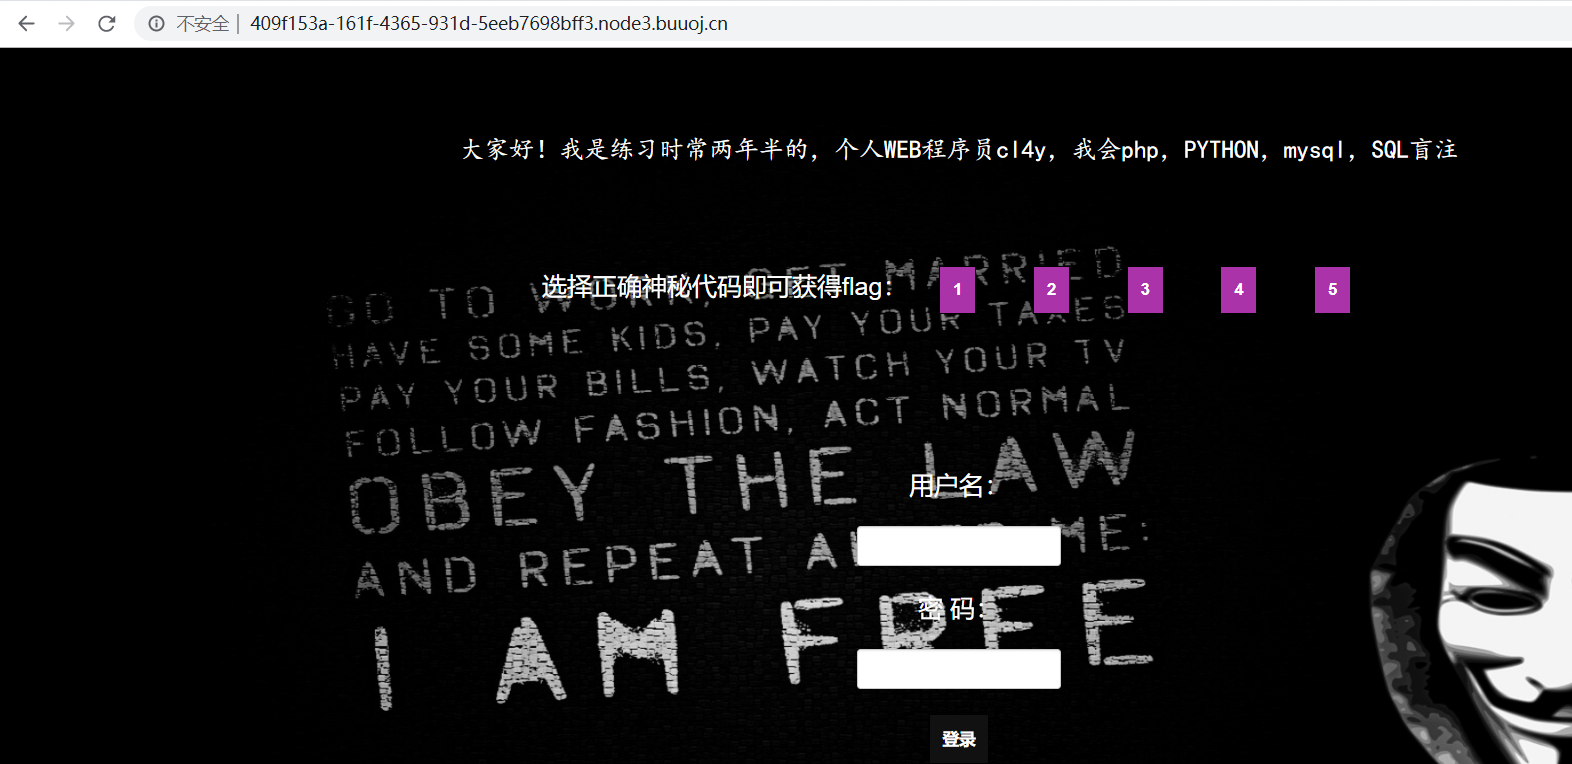 不安全 | 409f153a-161f-4365-931d-5eeb7698bff3.node3.buuoj.cn
大家好！我是练习时常两年半的，个人WEB程序员cl4y，我会php，PYTHON，mysql，SQL盲注
选择正确神秘代码即可获得flag： 1 2 3 4 5
GO TO WORK, GET MARRIED
HAVE SOME KIDS, PAY YOUR TAXES
PAY YOUR BILLS, WATCH YOUR TV
FOLLOW FASHION, ACT NORMAL
OBEY THE LAW
AND REPEAT ME:
I AM FREE
用户名：
密 码：
登录